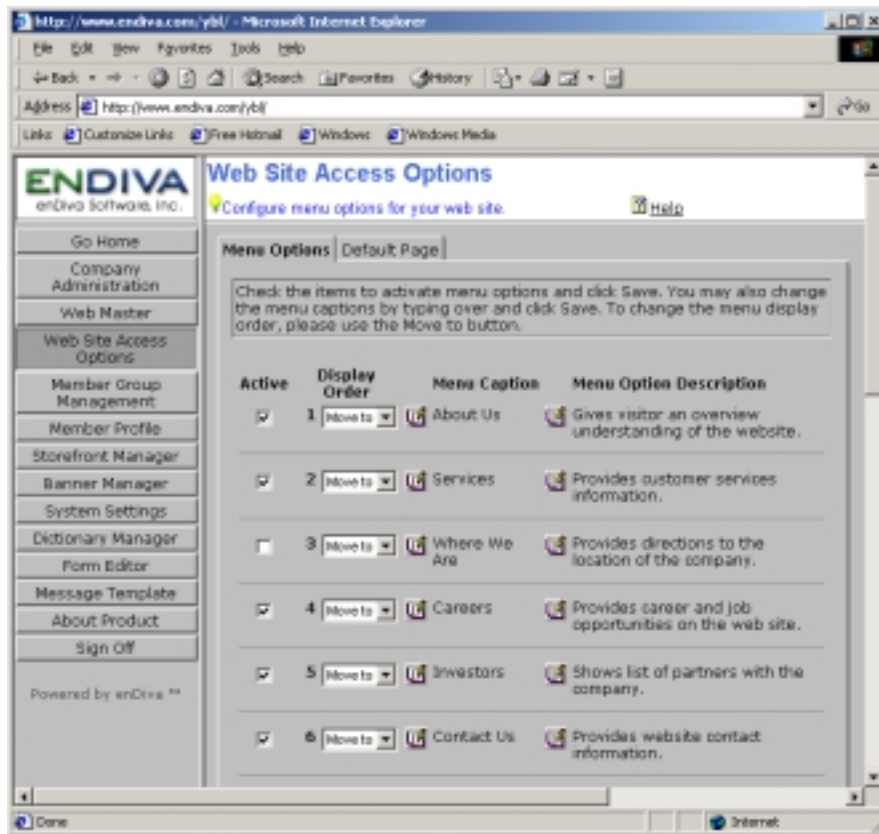 http://www.endiva.com/ybl/ - Microsoft Internet Explorer
File Edit View Favorites Tools Help
Back Search Favorites History
Address http://www.endiva.com/ybl/ Go
Links Customize Links Free Hotmail Windows Windows Media
ENDIVA
enDiva Software, Inc.
Go Home
Company
Administration
Web Master
Web Site Access
Options
Member Group
Management
Member Profile
Storefront Manager
Banner Manager
System Settings
Dictionary Manager
Form Editor
Message Template
About Product
Sign Off
Powered by enDiva ™
Web Site Access Options
Configure menu options for your web site.
Help
Menu Options Default Page
Check the items to activate menu options and click Save. You may also change
the menu captions by typing over and click Save. To change the menu display
order, please use the Move to button.
Active Display Order Menu Caption Menu Option Description
1 Move to About Us Gives visitor an overview
understanding of the website.
2 Move to Services Provides customer services
information.
3 Move to Where We Provides directions to the
Are location of the company.
4 Move to Careers Provides career and job
opportunities on the web site.
5 Move to Investors Shows list of partners with the
company.
6 Move to Contact Us Provides website contact
information.
Done Internet